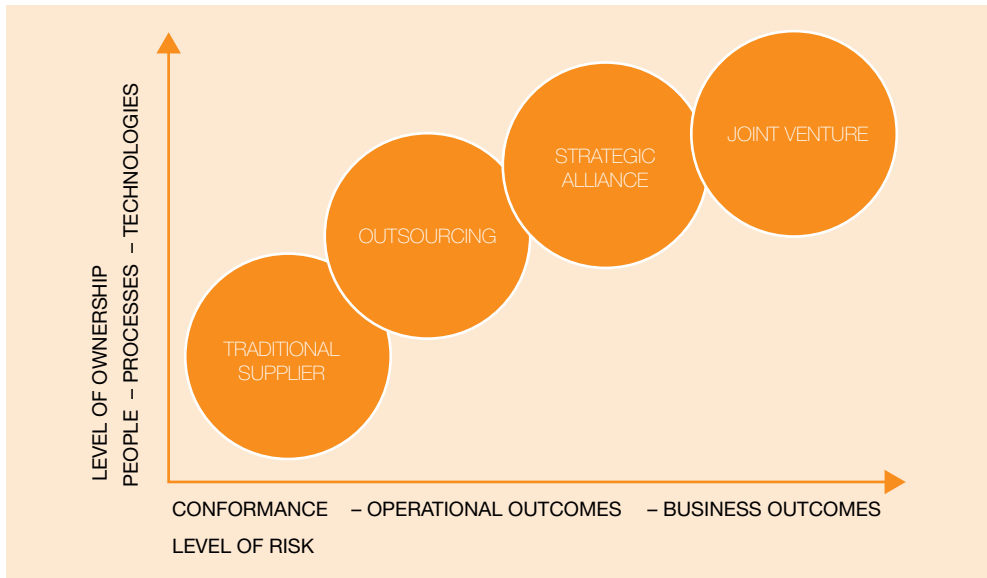 LEVEL OF OWNERSHIP
PEOPLE – PROCESSES – TECHNOLOGIES
TRADITIONAL
SUPPLIER
OUTSOURCING
STRATEGIC
ALLIANCE
JOINT VENTURE
CONFORMANCE – OPERATIONAL OUTCOMES – BUSINESS OUTCOMES
LEVEL OF RISK